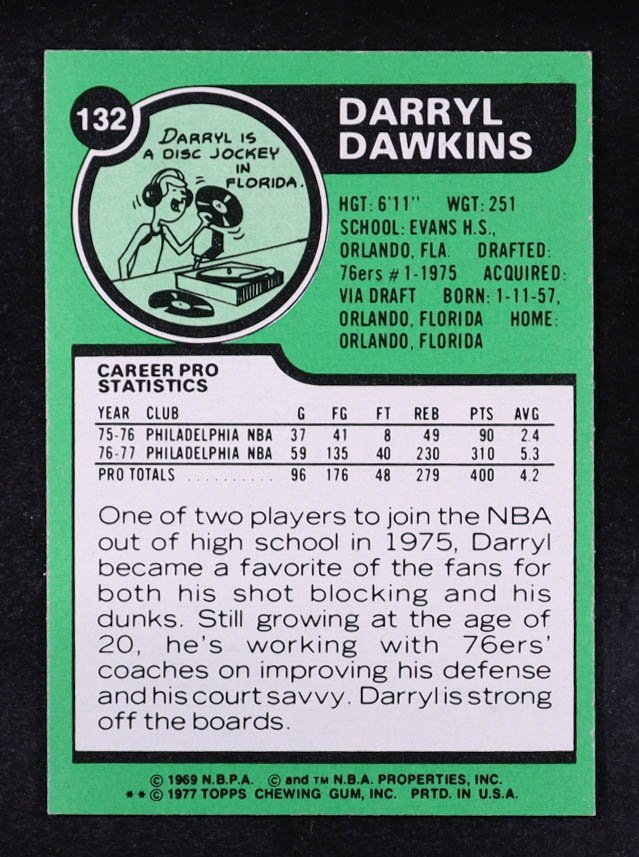 132
DARRYL IS
A DISC JOCKEY
IN
FLORIDA.
DARRYL
DAWKINS
HGT: 6'11" WGT: 251
SCHOOL: EVANS H.S.,
ORLANDO, FLA. DRAFTED:
76ers #1-1975 ACQUIRED:
VIA DRAFT BORN: 1-11-57,
ORLANDO, FLORIDA HOME:
ORLANDO, FLORIDA
CAREER PRO
STATISTICS
YEAR CLUB G FG FT REB PTS AVG
75-76 PHILADELPHIA NBA 37 41 8 49 90 2.4
76-77 PHILADELPHIA NBA 59 135 40 230 310 5.3
PRO TOTALS .......... 96 176 48 279 400 4.2
One of two players to join the NBA
out of high school in 1975, Darryl
became a favorite of the fans for
both his shot blocking and his
dunks. Still growing at the age of
20, he's working with 76ers'
coaches on improving his defense
and his court savvy. Darryl is strong
off the boards.
© 1969 N.B.P.A. © and TM N.B.A. PROPERTIES, INC.
**© 1977 TOPPS CHEWING GUM, INC. PRTD. IN U.S.A.